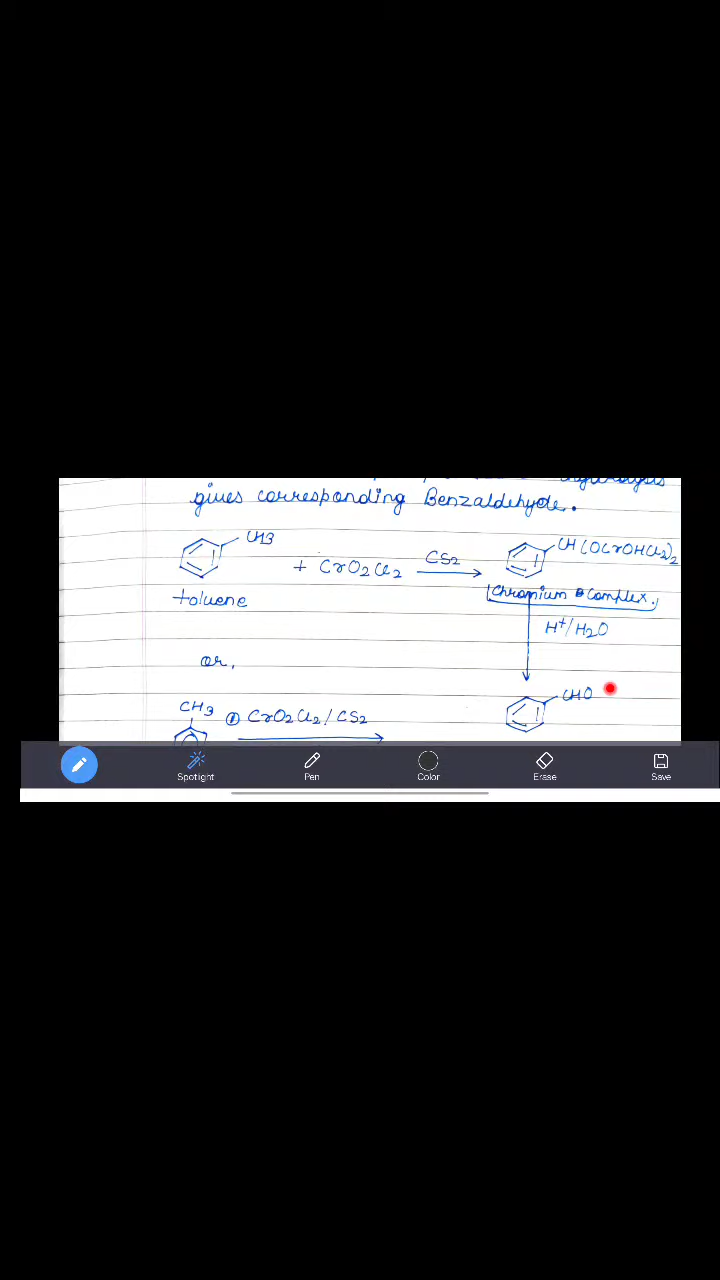 hydrolysis
gives corresponding Benzaldehyde.
CH3
+ CrO2Cl2 CS2 CH(OCrOHCl2)2
toluene Chromium Complex.
H+/H2O
or,
CHO
CH3 ① CrO2Cl2/CS2
Spotlight Pen Color Erase Save